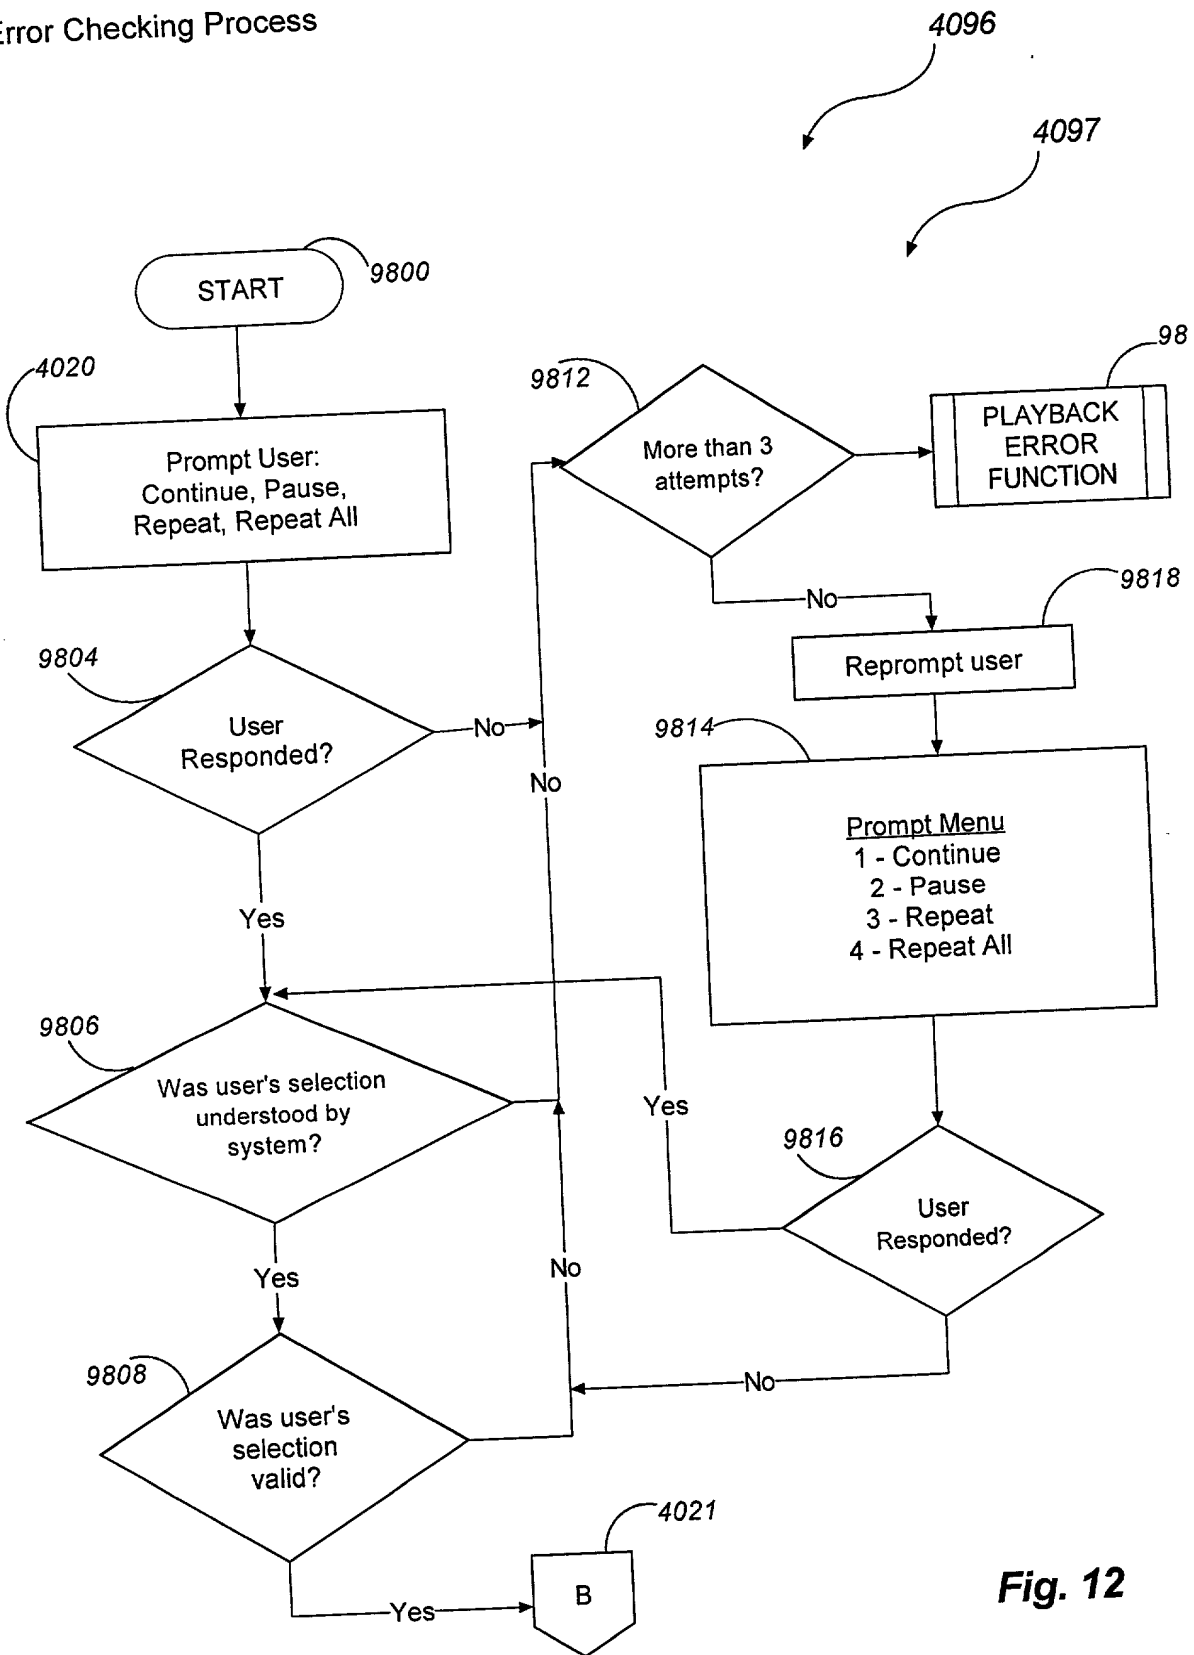 Error Checking Process
4096
4097
START
9800
4020
Prompt User:
Continue, Pause,
Repeat, Repeat All
9812
More than 3
attempts?
98
PLAYBACK
ERROR
FUNCTION
No
9818
Reprompt user
9804
User
Responded?
No
No
9814
Prompt Menu
1 - Continue
2 - Pause
3 - Repeat
4 - Repeat All
Yes
9806
Was user's selection
understood by
system?
Yes
9816
User
Responded?
Yes
No
No
9808
Was user's
selection
valid?
4021
B
Yes
Fig. 12